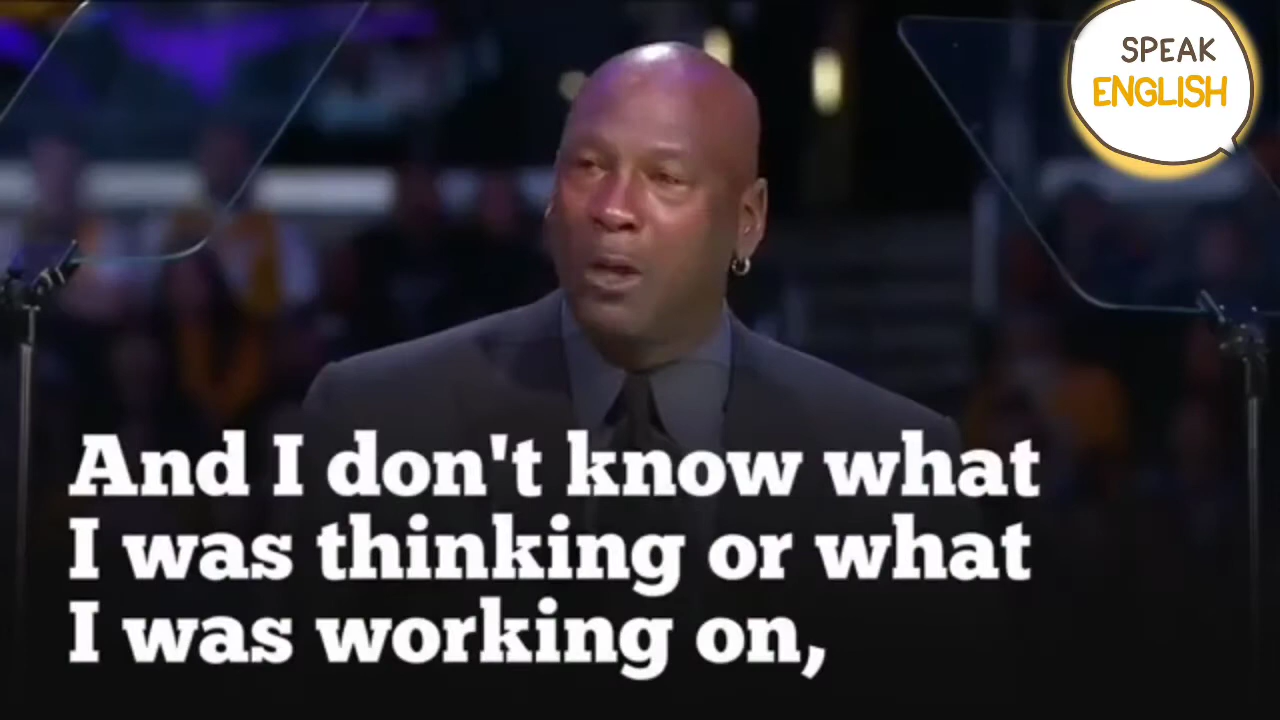 SPEAK
ENGLISH
And I don't know what
I was thinking or what
I was working on,